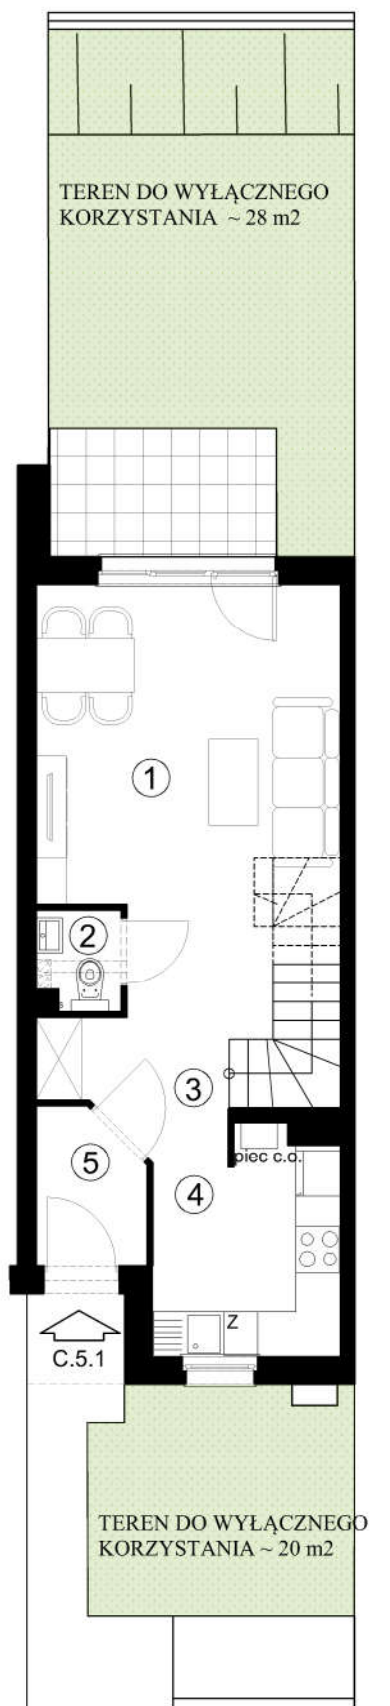 TEREN DO WYŁĄCZNEGO
KORZYSTANIA ~ 28 m2
1
2
3
piec c.o.
5
4
Z
C.5.1
TEREN DO WYŁĄCZNEGO
KORZYSTANIA ~ 20 m2